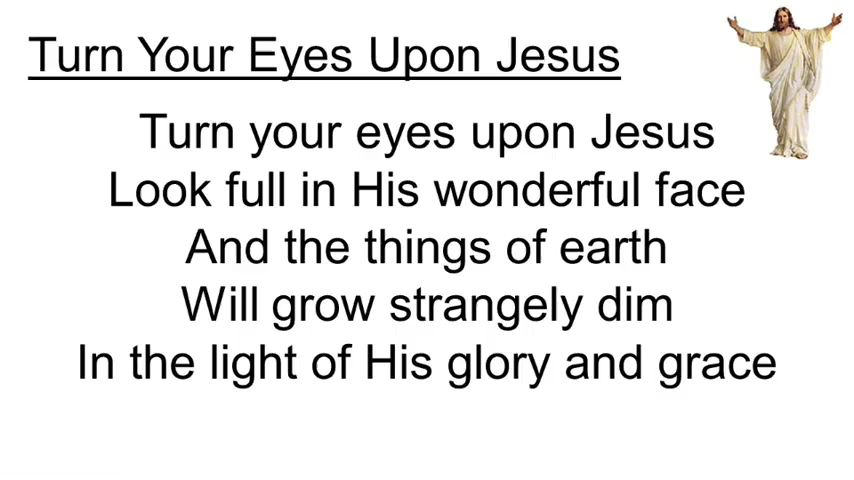 Turn Your Eyes Upon Jesus
Turn your eyes upon Jesus
Look full in His wonderful face
And the things of earth
Will grow strangely dim
In the light of His glory and grace